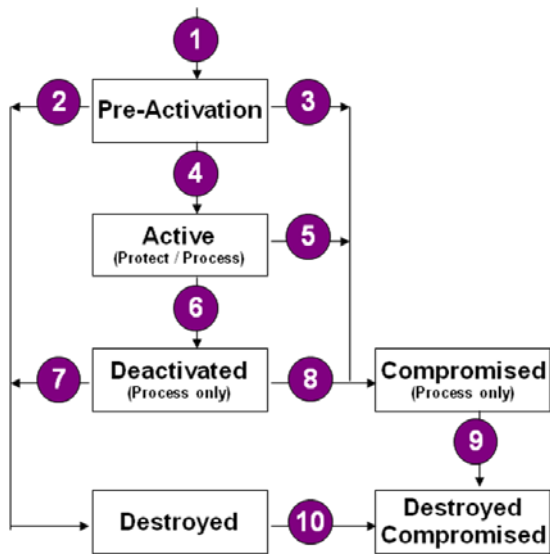 1
2 Pre-Activation 3
4
Active
(Protect / Process)
5
6
7 Deactivated 8 Compromised
(Process only) (Process only)
9
Destroyed 10 Destroyed
Compromised